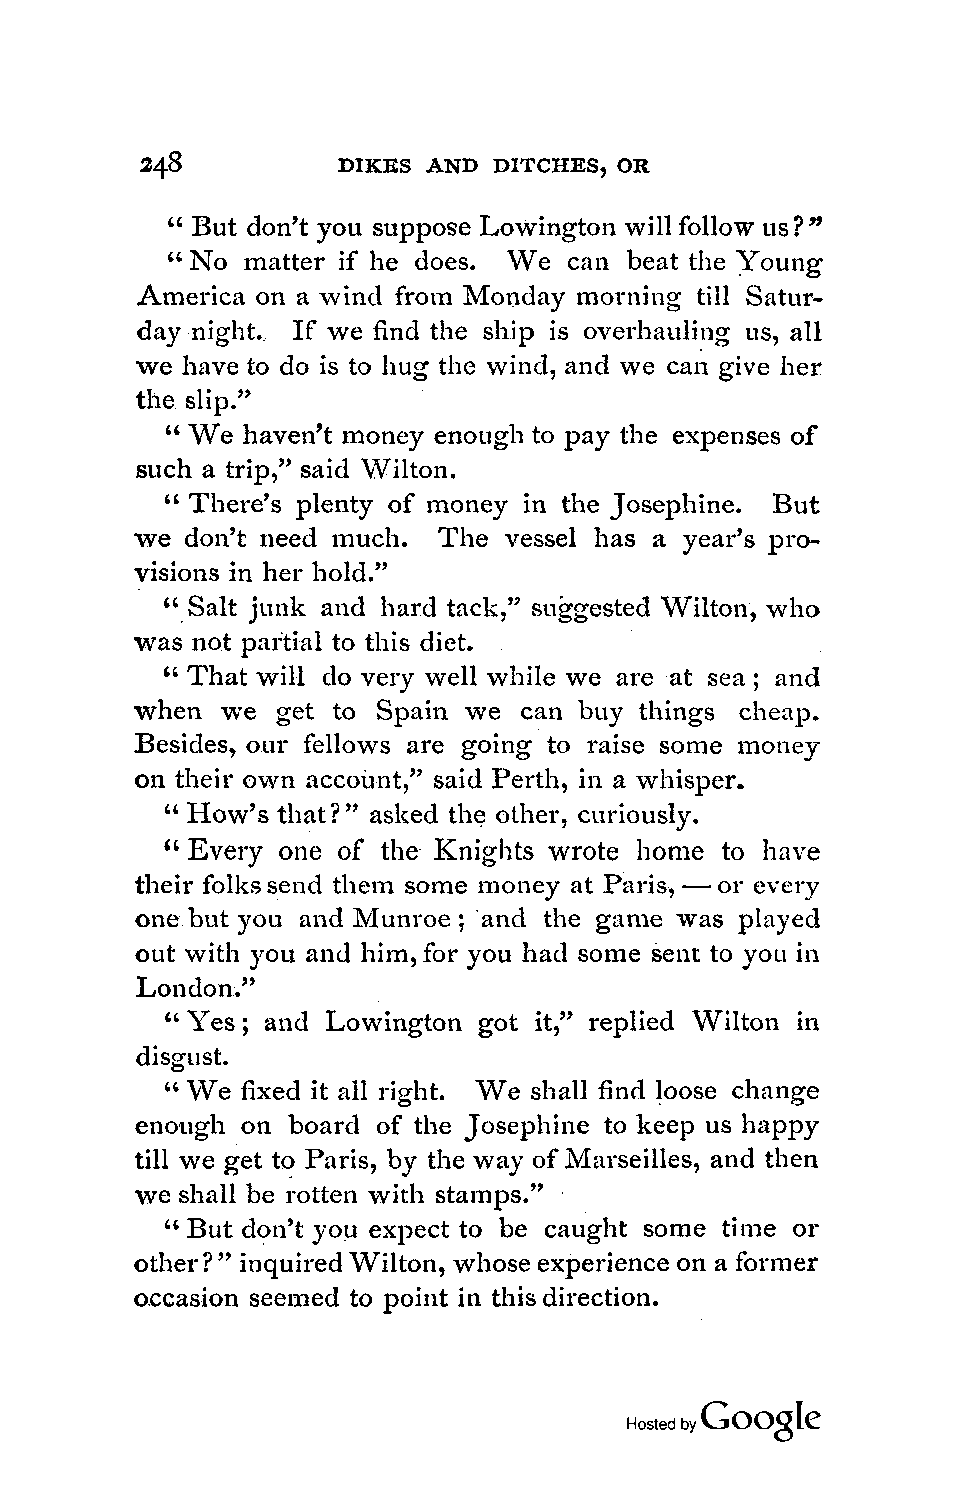 248 DIKES AND DITCHES, OR
“ But don’t you suppose Lowington will follow us?”
“ No matter if he does. We can beat the Young
America on a wind from Monday morning till Satur-
day night. If we find the ship is overhauling us, all
we have to do is to hug the wind, and we can give her
the slip.”
“ We haven’t money enough to pay the expenses of
such a trip,” said Wilton.
“ There’s plenty of money in the Josephine. But
we don’t need much. The vessel has a year’s pro-
visions in her hold.”
“ Salt junk and hard tack,” suggested Wilton, who
was not partial to this diet.
“ That will do very well while we are at sea ; and
when we get to Spain we can buy things cheap.
Besides, our fellows are going to raise some money
on their own account,” said Perth, in a whisper.
“ How’s that?” asked the other, curiously.
“ Every one of the Knights wrote home to have
their folks send them some money at Paris, — or every
one but you and Munroe ; and the game was played
out with you and him, for you had some sent to you in
London.”
“ Yes ; and Lowington got it,” replied Wilton in
disgust.
“ We fixed it all right. We shall find loose change
enough on board of the Josephine to keep us happy
till we get to Paris, by the way of Marseilles, and then
we shall be rotten with stamps.”
“ But don’t you expect to be caught some time or
other?” inquired Wilton, whose experience on a former
occasion seemed to point in this direction.
Hosted by Google